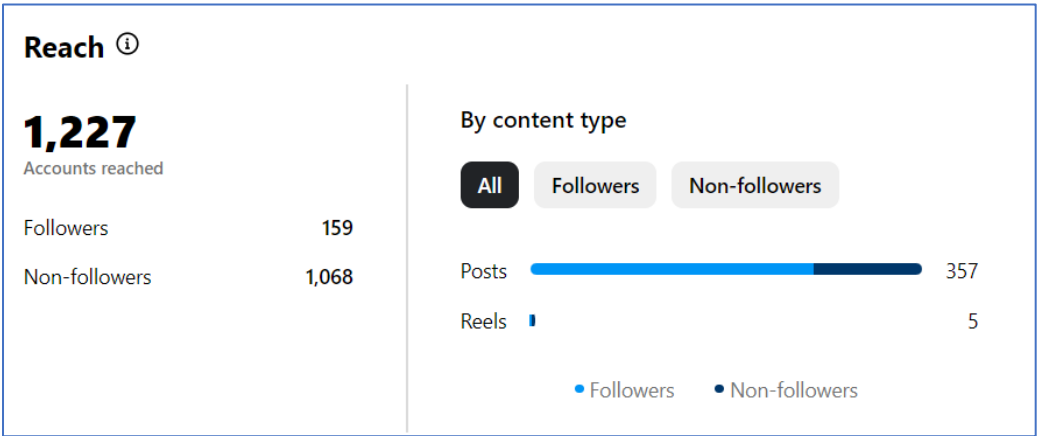 Reach
1,227
Accounts reached
Followers 159
Non-followers 1,068
By content type
All Followers Non-followers
Posts 357
Reels 5
Followers Non-followers